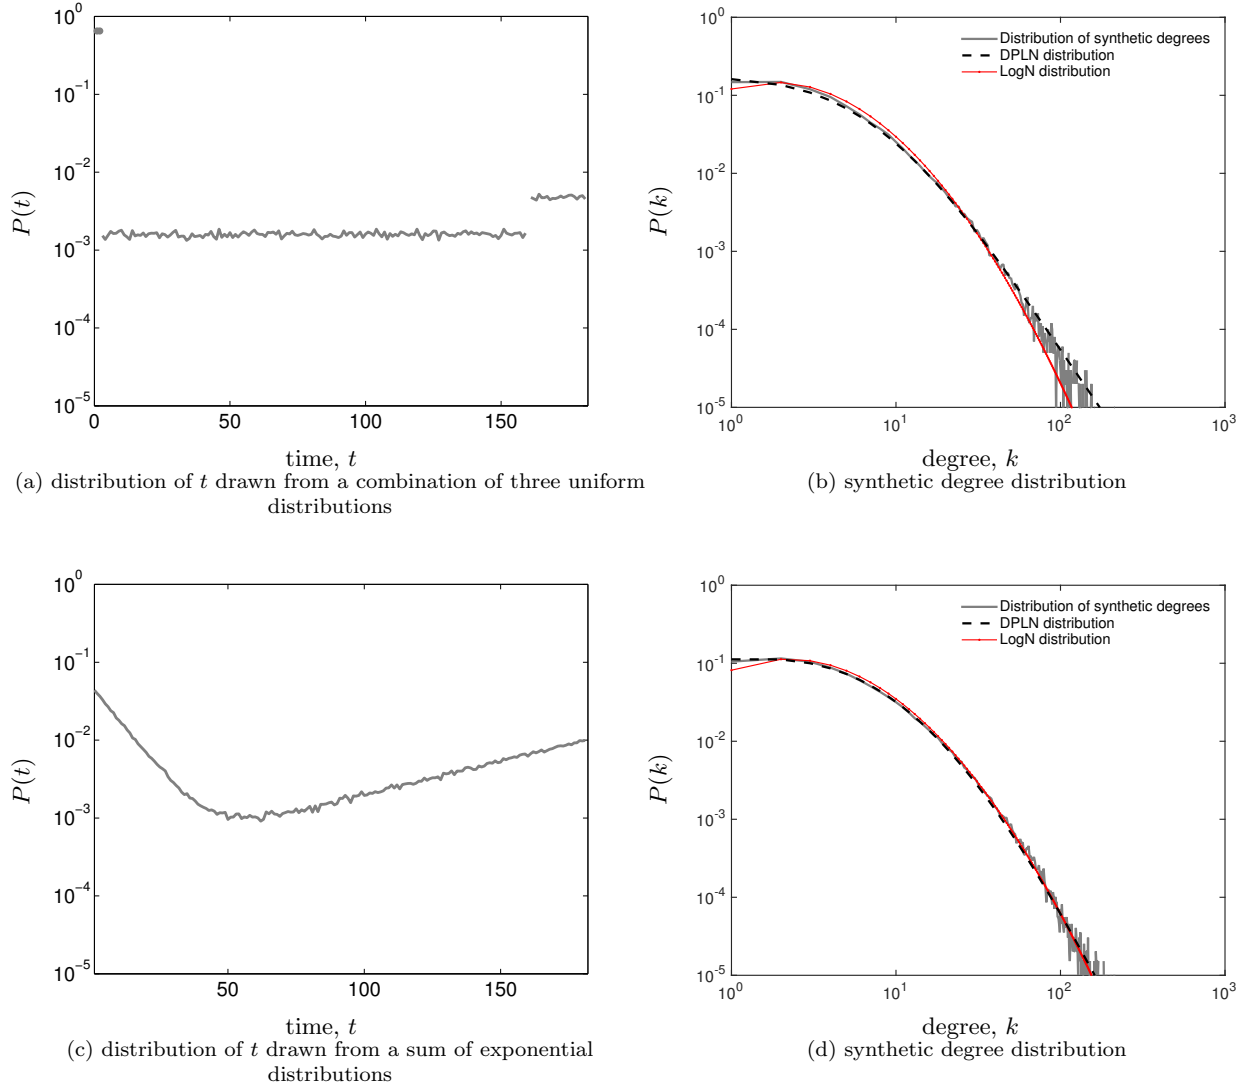 10^0
10^-1
10^-2
10^-3
10^-4
10^-5
P(t)
0
50
100
150
time, t
(a) distribution of t drawn from a combination of three uniform
distributions
10^0
10^-1
10^-2
10^-3
10^-4
10^-5
P(k)
Distribution of synthetic degrees
DPLN distribution
LogN distribution
10^0
10^1
10^2
10^3
degree, k
(b) synthetic degree distribution
10^0
10^-1
10^-2
10^-3
10^-4
10^-5
P(t)
50
100
150
time, t
(c) distribution of t drawn from a sum of exponential
distributions
10^0
10^-1
10^-2
10^-3
10^-4
10^-5
P(k)
Distribution of synthetic degrees
DPLN distribution
LogN distribution
10^0
10^1
10^2
10^3
degree, k
(d) synthetic degree distribution